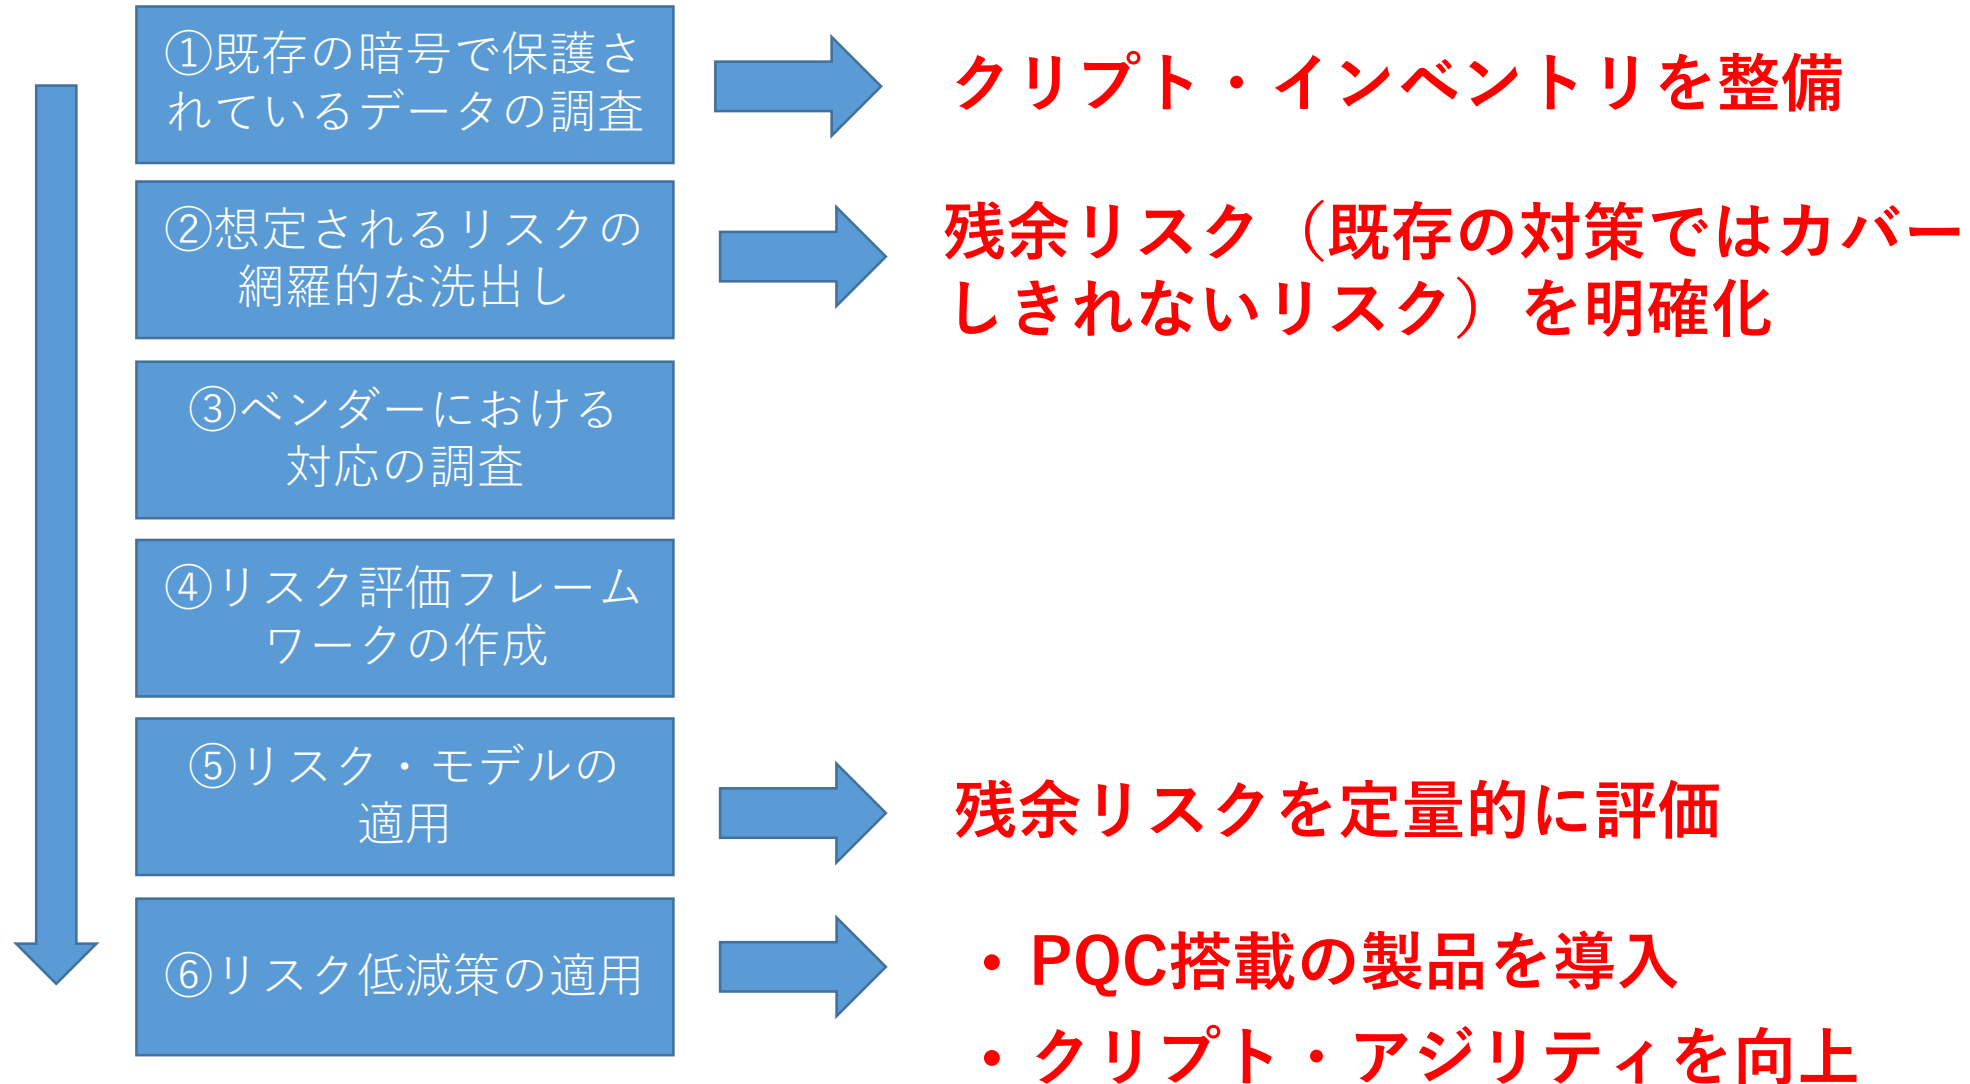 ①既存の暗号で保護さ
れているデータの調査
クリプト・インベントリを整備
②想定されるリスクの
網羅的な洗出し
残余リスク（既存の対策ではカバー
しきれないリスク）を明確化
③ベンダーにおける
対応の調査
④リスク評価フレーム
ワークの作成
⑤リスク・モデルの
適用
残余リスクを定量的に評価
⑥リスク低減策の適用
・PQC搭載の製品を導入
・クリプト・アジリティを向上